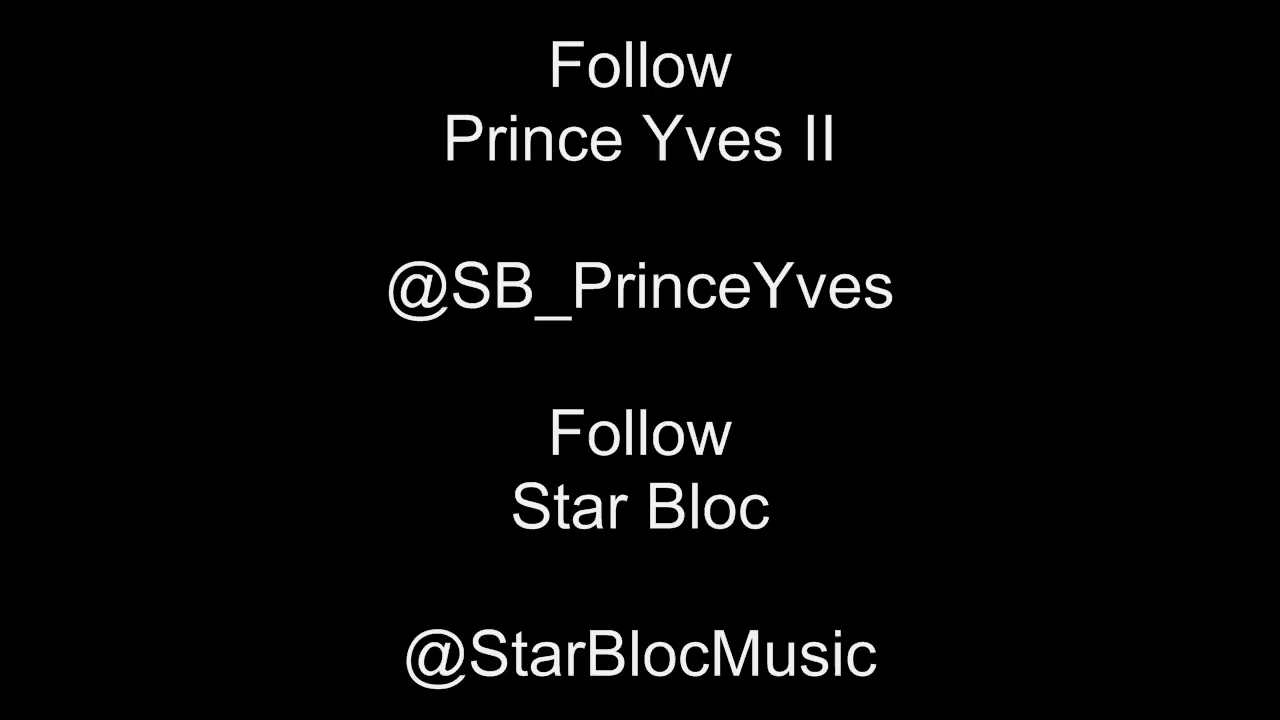 Follow
Prince Yves II
@SB_PrinceYves
Follow
Star Bloc
@StarBlocMusic